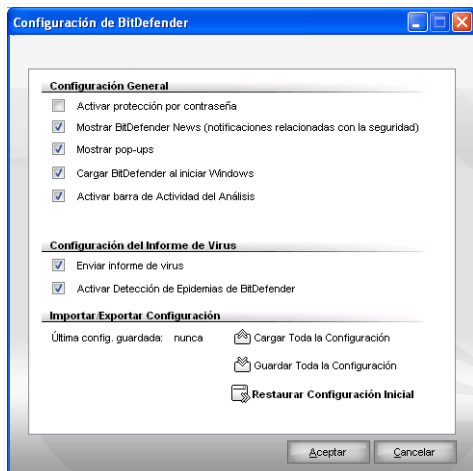 Configuración de BitDefender
Configuración General
Activar protección por contraseña
Mostrar BitDefender News (notificaciones relacionadas con la seguridad)
Mostrar pop-ups
Cargar BitDefender al iniciar Windows
Activar barra de Actividad del Análisis
Configuración del Informe de Virus
Enviar informe de virus
Activar Detección de Epidemias de BitDefender
Importar/Exportar Configuración
Última config. guardada: nunca
Cargar Toda la Configuración
Guardar Toda la Configuración
Restaurar Configuración Inicial
Aceptar Cancelar